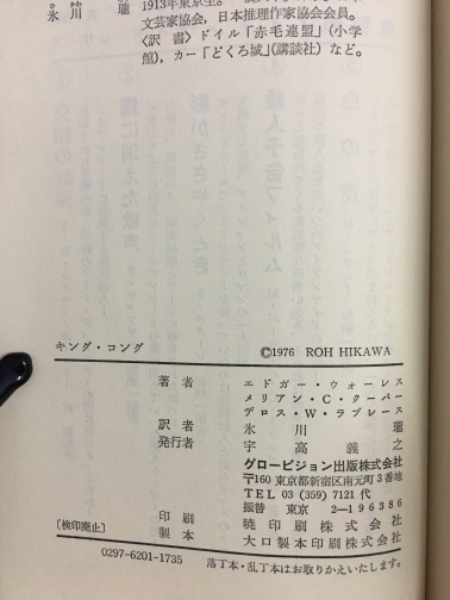 氷川 瓏
1913年東京生。
文芸家協会，日本推理作家協会会員。
〈訳 書〉ドイル「赤毛連盟」（小学
館），カー「どくろ城」（講談社）など。
キング・コング
©1976 ROH HIKAWA
著者 エドガー・ウォーレス
メリアン・C・クーパー
デロス・W・ラブレース
訳者 氷川 瓏
発行者 宇高義之
グロービジョン出版株式会社
〒160 東京都新宿区南元町3番地
TEL 03 (359) 7121 代
振替 東京 2-196386
印刷 暁印刷株式会社
〔検印廃止〕 製本 大口製本印刷株式会社
0297-6201-1735 落丁本・乱丁本はお取りかえいたします。